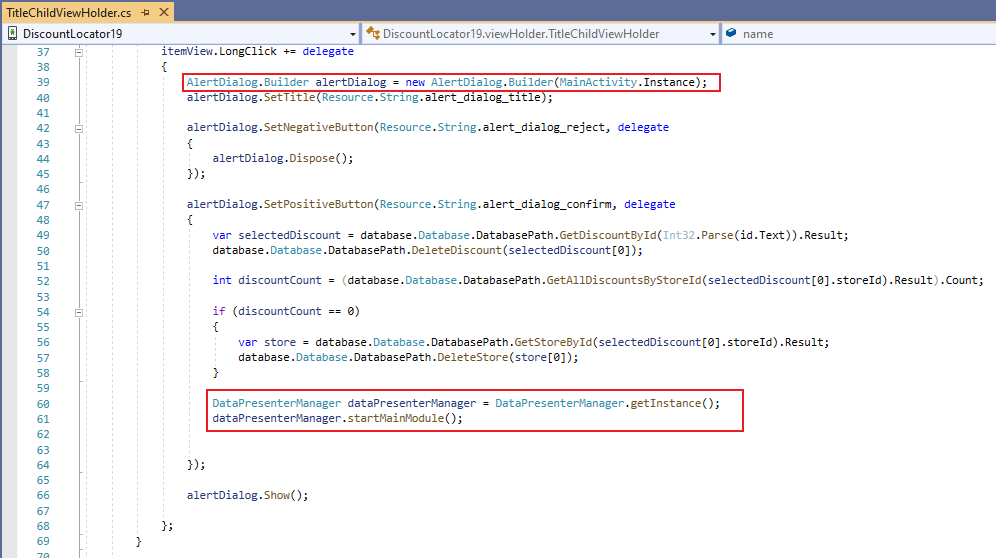 TitleChildViewHolder.cs
DiscountLocator19 DiscountLocator19.viewHolder.TitleChildViewHolder name
37 itemView.LongClick += delegate
38 {
39 AlertDialog.Builder alertDialog = new AlertDialog.Builder(MainActivity.Instance);
40 alertDialog.SetTitle(Resource.String.alert_dialog_title);
41
42 alertDialog.SetNegativeButton(Resource.String.alert_dialog_reject, delegate
43 {
44 alertDialog.Dispose();
45 });
46
47 alertDialog.SetPositiveButton(Resource.String.alert_dialog_confirm, delegate
48 {
49 var selectedDiscount = database.Database.DatabasePath.GetDiscountById(Int32.Parse(id.Text)).Result;
50 database.Database.DatabasePath.DeleteDiscount(selectedDiscount[0]);
51
52 int discountCount = (database.Database.DatabasePath.GetAllDiscountsByStoreId(selectedDiscount[0].storeId).Result).Count;
53
54 if (discountCount == 0)
55 {
56 var store = database.Database.DatabasePath.GetStoreById(selectedDiscount[0].storeId).Result;
57 database.Database.DatabasePath.DeleteStore(store[0]);
58 }
59
60 DataPresenterManager dataPresenterManager = DataPresenterManager.getInstance();
61 dataPresenterManager.startMainModule();
62
63
64 });
65
66 alertDialog.Show();
67
68 };
69 }
70